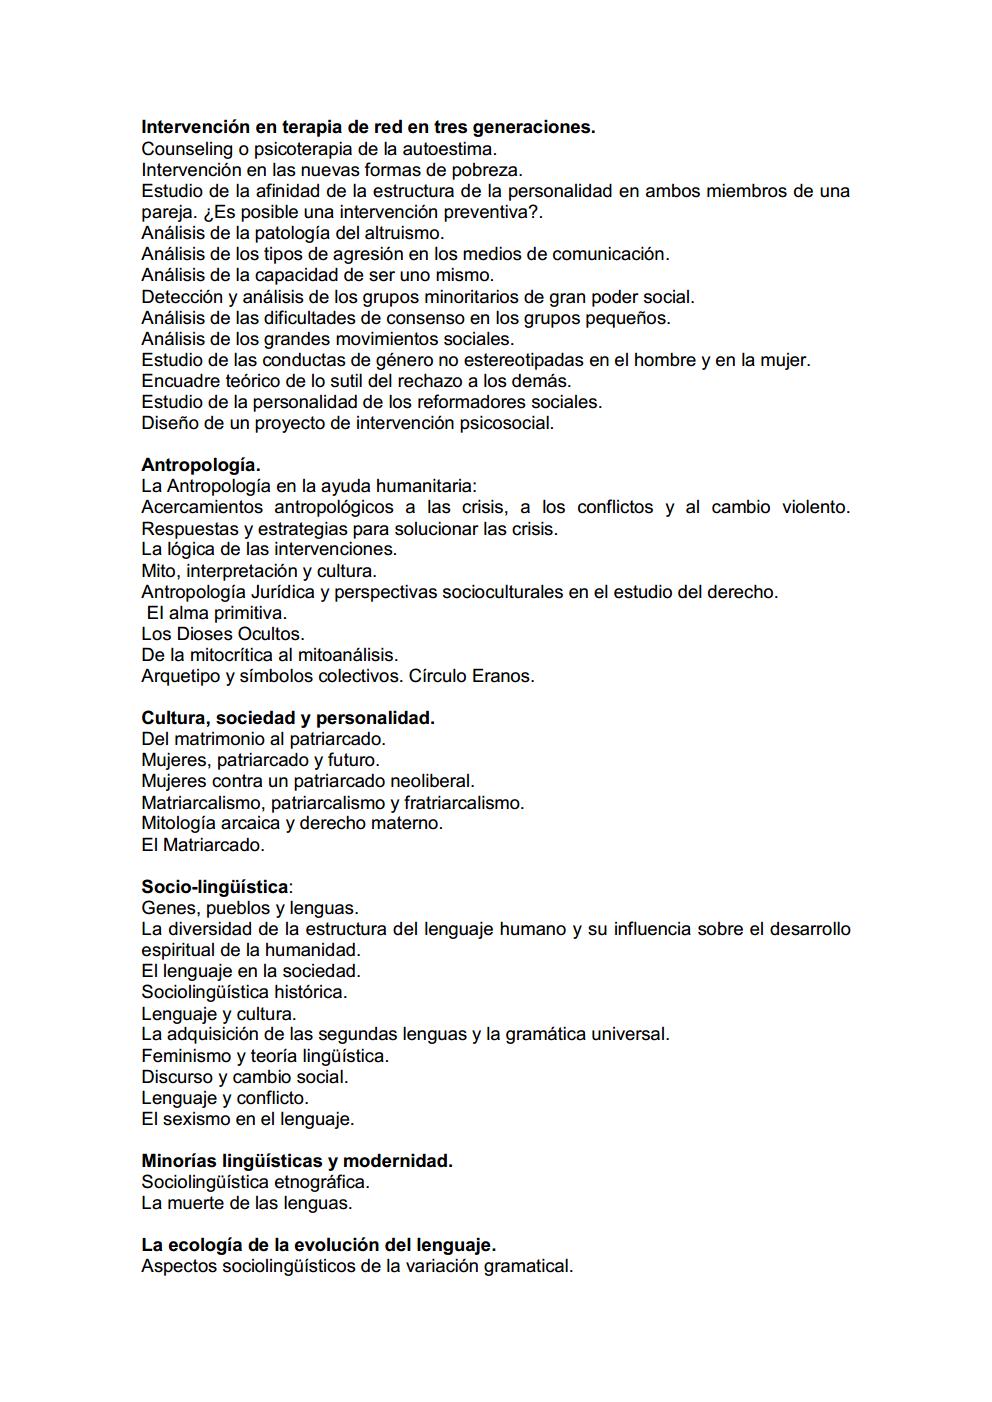 Intervención en terapia de red en tres generaciones.
Counseling o psicoterapia de la autoestima.
Intervención en las nuevas formas de pobreza.
Estudio de la afinidad de la estructura de la personalidad en ambos miembros de una
pareja. ¿Es posible una intervención preventiva?.
Análisis de la patología del altruismo.
Análisis de los tipos de agresión en los medios de comunicación.
Análisis de la capacidad de ser uno mismo.
Detección y análisis de los grupos minoritarios de gran poder social.
Análisis de las dificultades de consenso en los grupos pequeños.
Análisis de los grandes movimientos sociales.
Estudio de las conductas de género no estereotipadas en el hombre y en la mujer.
Encuadre teórico de lo sutil del rechazo a los demás.
Estudio de la personalidad de los reformadores sociales.
Diseño de un proyecto de intervención psicosocial.
Antropología.
La Antropología en la ayuda humanitaria:
Acercamientos antropológicos a las crisis, a los conflictos y al cambio violento.
Respuestas y estrategias para solucionar las crisis.
La lógica de las intervenciones.
Mito, interpretación y cultura.
Antropología Jurídica y perspectivas socioculturales en el estudio del derecho.
El alma primitiva.
Los Dioses Ocultos.
De la mitocrítica al mitoanálisis.
Arquetipo y símbolos colectivos. Círculo Eranos.
Cultura, sociedad y personalidad.
Del matrimonio al patriarcado.
Mujeres, patriarcado y futuro.
Mujeres contra un patriarcado neoliberal.
Matriarcalismo, patriarcalismo y fratriarcalismo.
Mitología arcaica y derecho materno.
El Matriarcado.
Socio-lingüística:
Genes, pueblos y lenguas.
La diversidad de la estructura del lenguaje humano y su influencia sobre el desarrollo
espiritual de la humanidad.
El lenguaje en la sociedad.
Sociolingüística histórica.
Lenguaje y cultura.
La adquisición de las segundas lenguas y la gramática universal.
Feminismo y teoría lingüística.
Discurso y cambio social.
Lenguaje y conflicto.
El sexismo en el lenguaje.
Minorías lingüísticas y modernidad.
Sociolingüística etnográfica.
La muerte de las lenguas.
La ecología de la evolución del lenguaje.
Aspectos sociolingüísticos de la variación gramatical.